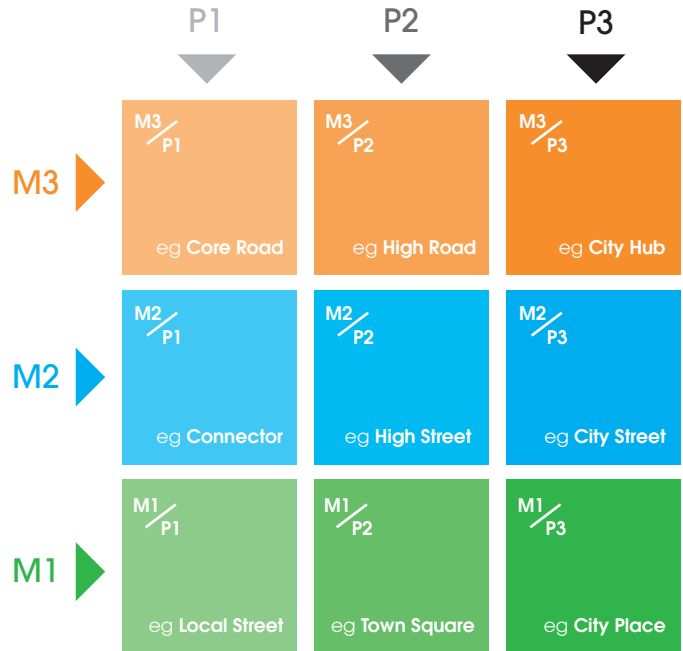 P1 P2 P3
M3
M3/P1 M3/P2 M3/P3
eg Core Road eg High Road eg City Hub
M2
M2/P1 M2/P2 M2/P3
eg Connector eg High Street eg City Street
M1
M1/P1 M1/P2 M1/P3
eg Local Street eg Town Square eg City Place